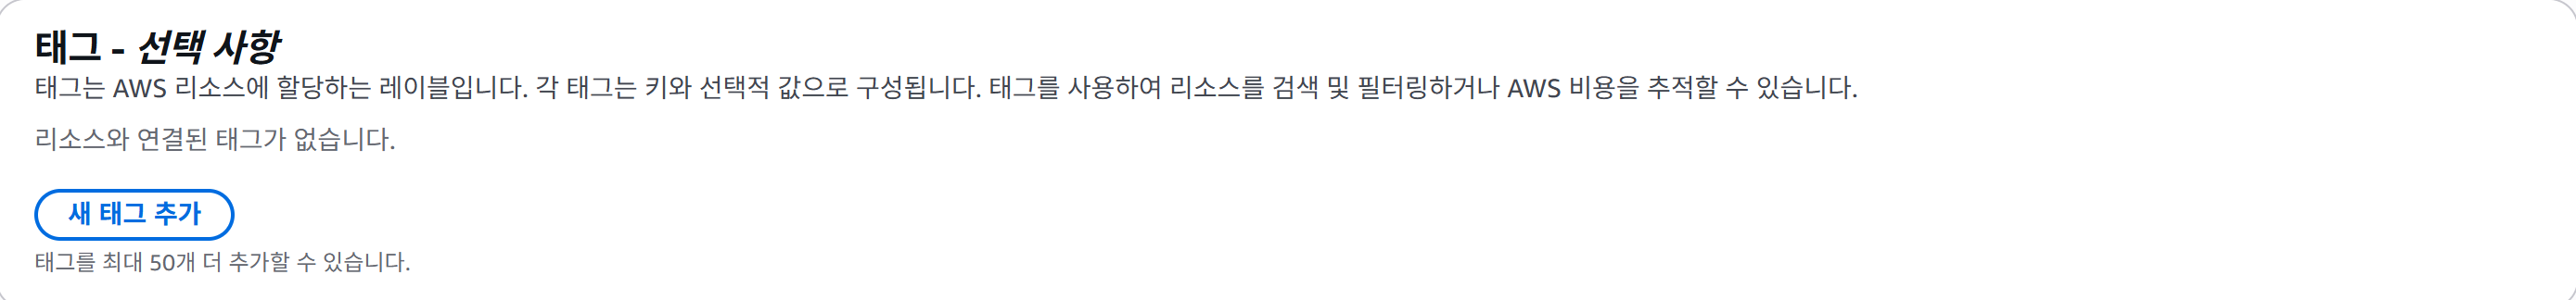 태그 - 선택 사항
태그는 AWS 리소스에 할당하는 레이블입니다. 각 태그는 키와 선택적 값으로 구성됩니다. 태그를 사용하여 리소스를 검색 및 필터링하거나 AWS 비용을 추적할 수 있습니다.
리소스와 연결된 태그가 없습니다.
새 태그 추가
태그를 최대 50개 더 추가할 수 있습니다.